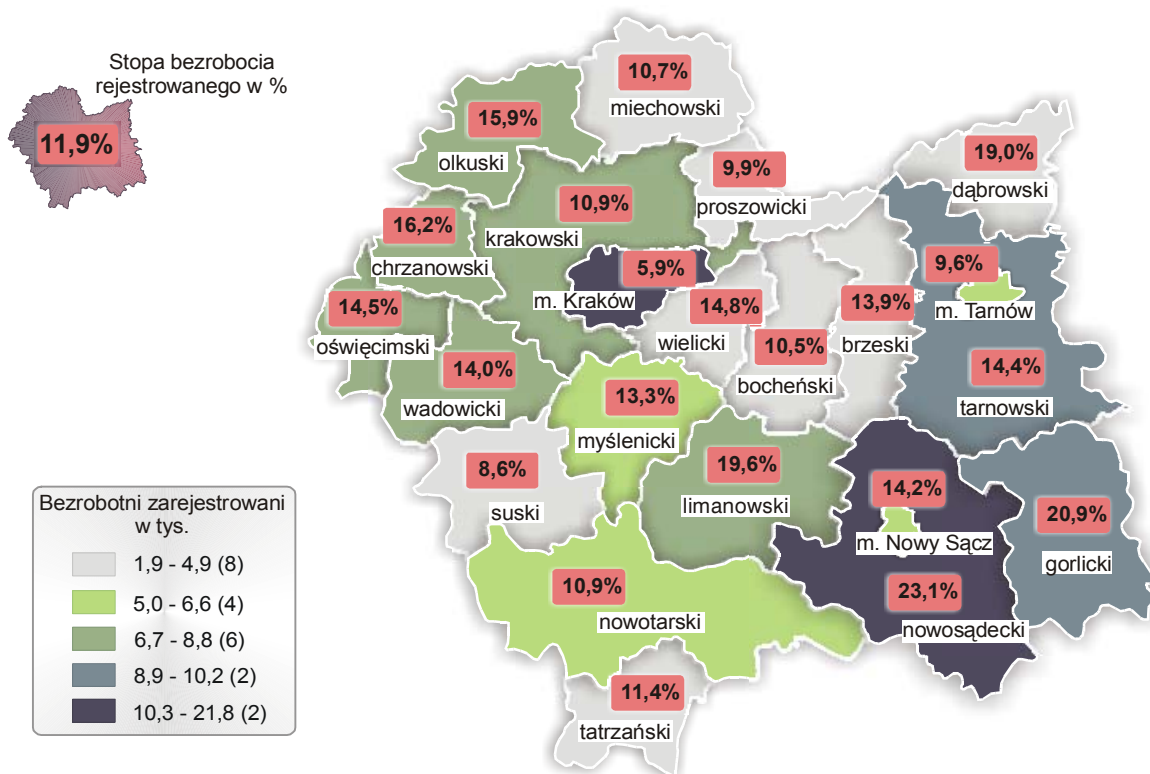 Stopa bezrobocia
rejestrowanego w %
11,9%
10,7%
miechowski
15,9%
olkuski
9,9%
proszowicki
19,0%
dąbrowski
10,9%
krakowski
16,2%
chrzanowski
5,9%
m. Kraków
9,6%
m. Tarnów
14,5%
oświęcimski
14,8%
wielicki
13,9%
brzeski
10,5%
bocheński
14,0%
wadowicki
14,4%
tarnowski
13,3%
myślenicki
8,6%
suski
19,6%
limanowski
14,2%
m. Nowy Sącz
20,9%
gorlicki
10,9%
nowotarski
23,1%
nowosądecki
11,4%
tatrzański
Bezrobotni zarejestrowani
w tys.
1,9 - 4,9 (8)
5,0 - 6,6 (4)
6,7 - 8,8 (6)
8,9 - 10,2 (2)
10,3 - 21,8 (2)